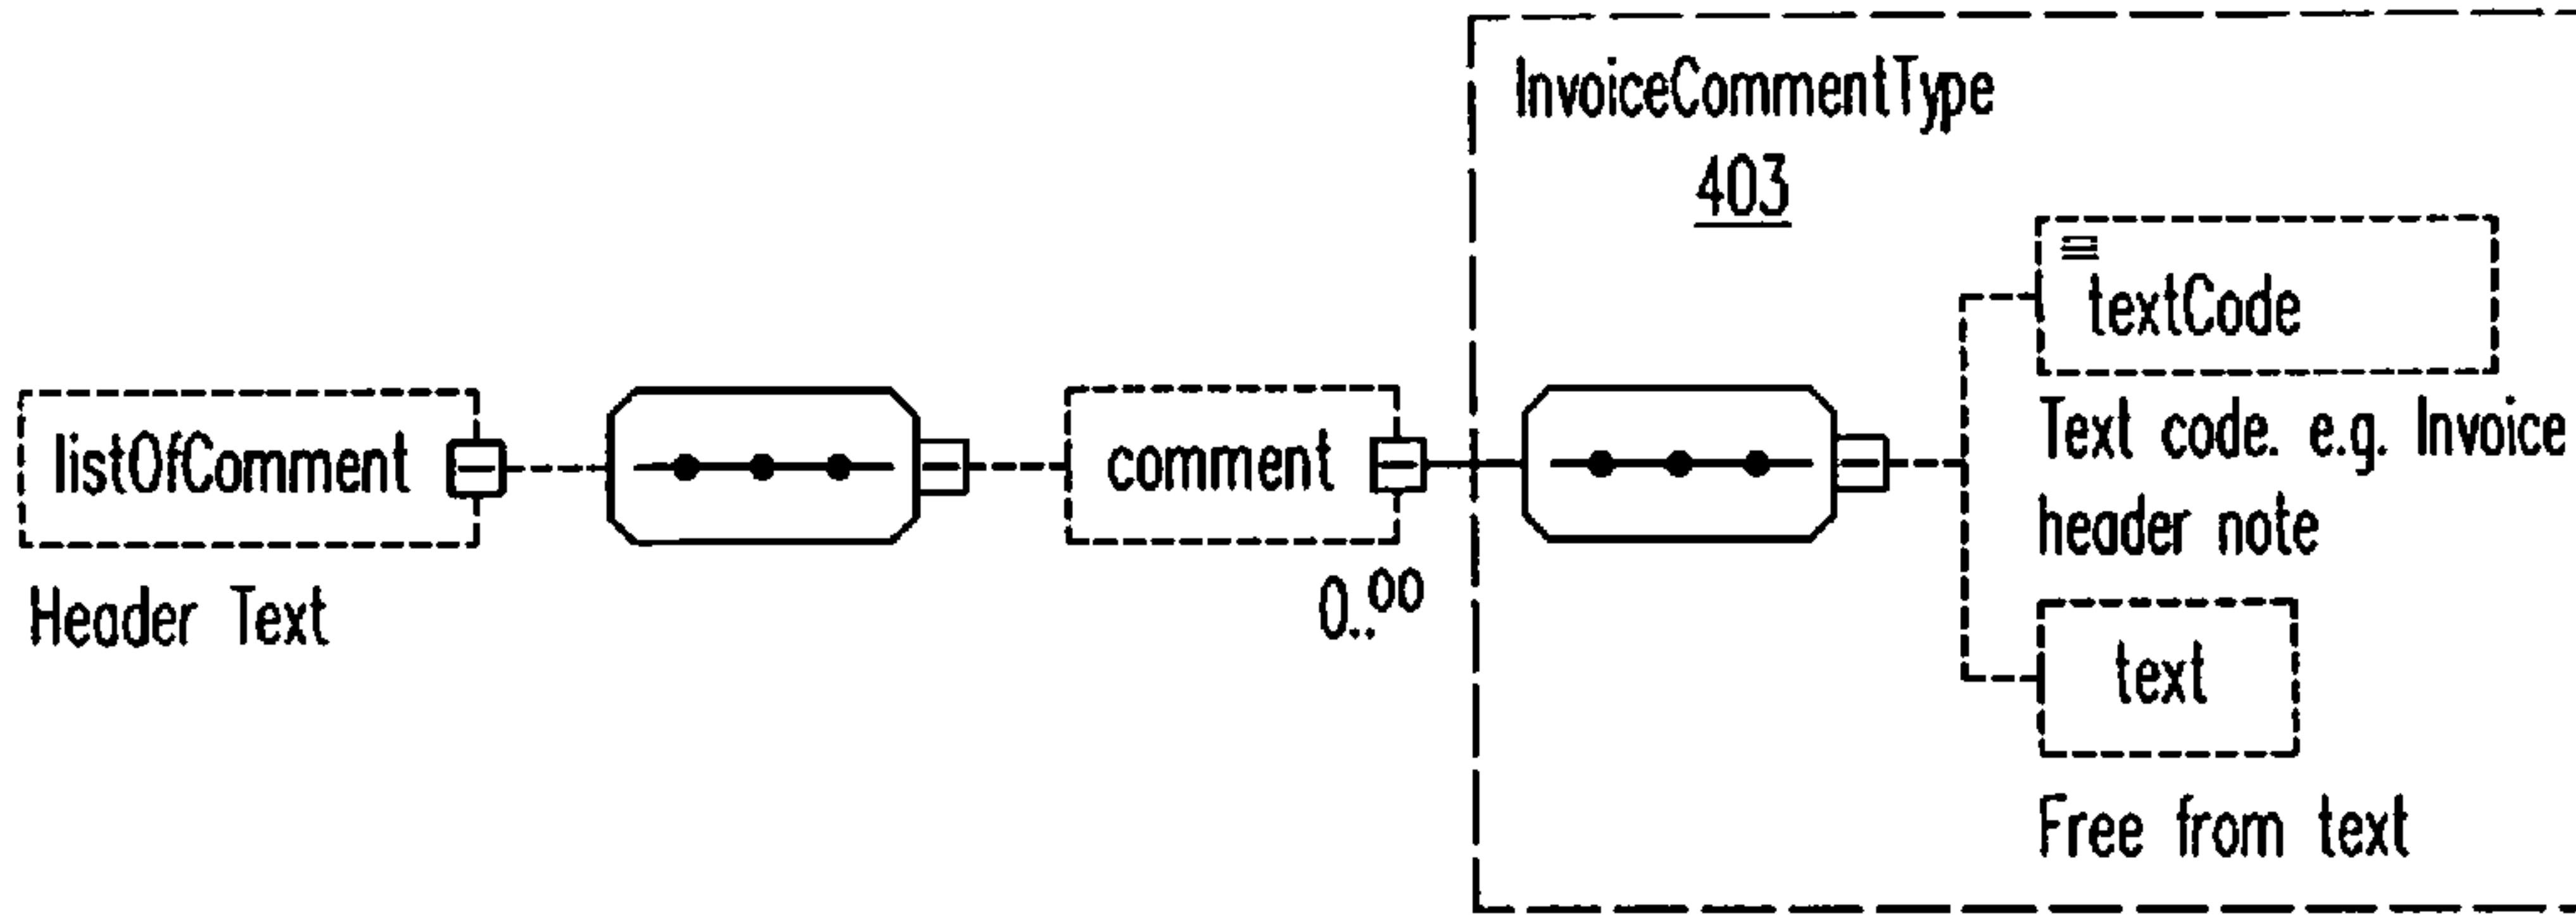 InvoiceCommentType
403
textCode
Text code. e.g. Invoice
header note
listOfComment
Header Text
comment
0..∞
text
Free from text